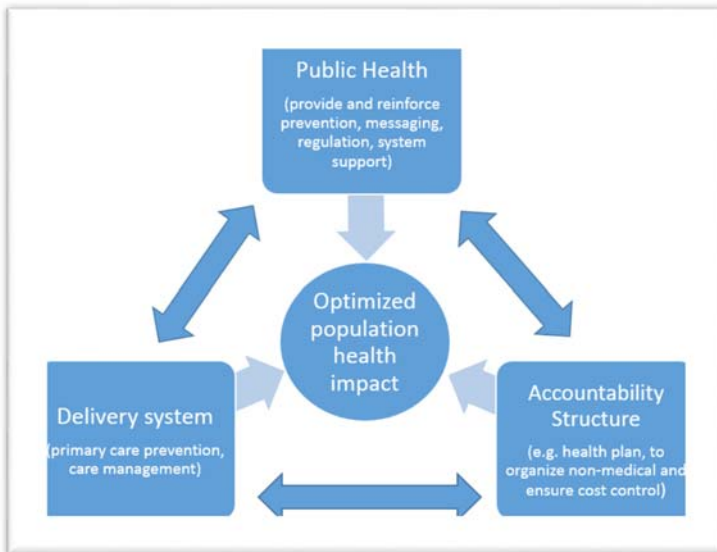 Public Health
(provide and reinforce
prevention, messaging,
regulation, system
support)
Optimized
population
health
impact
Delivery system
(primary care prevention,
care management)
Accountability
Structure
(e.g. health plan, to
organize non-medical and
ensure cost control)